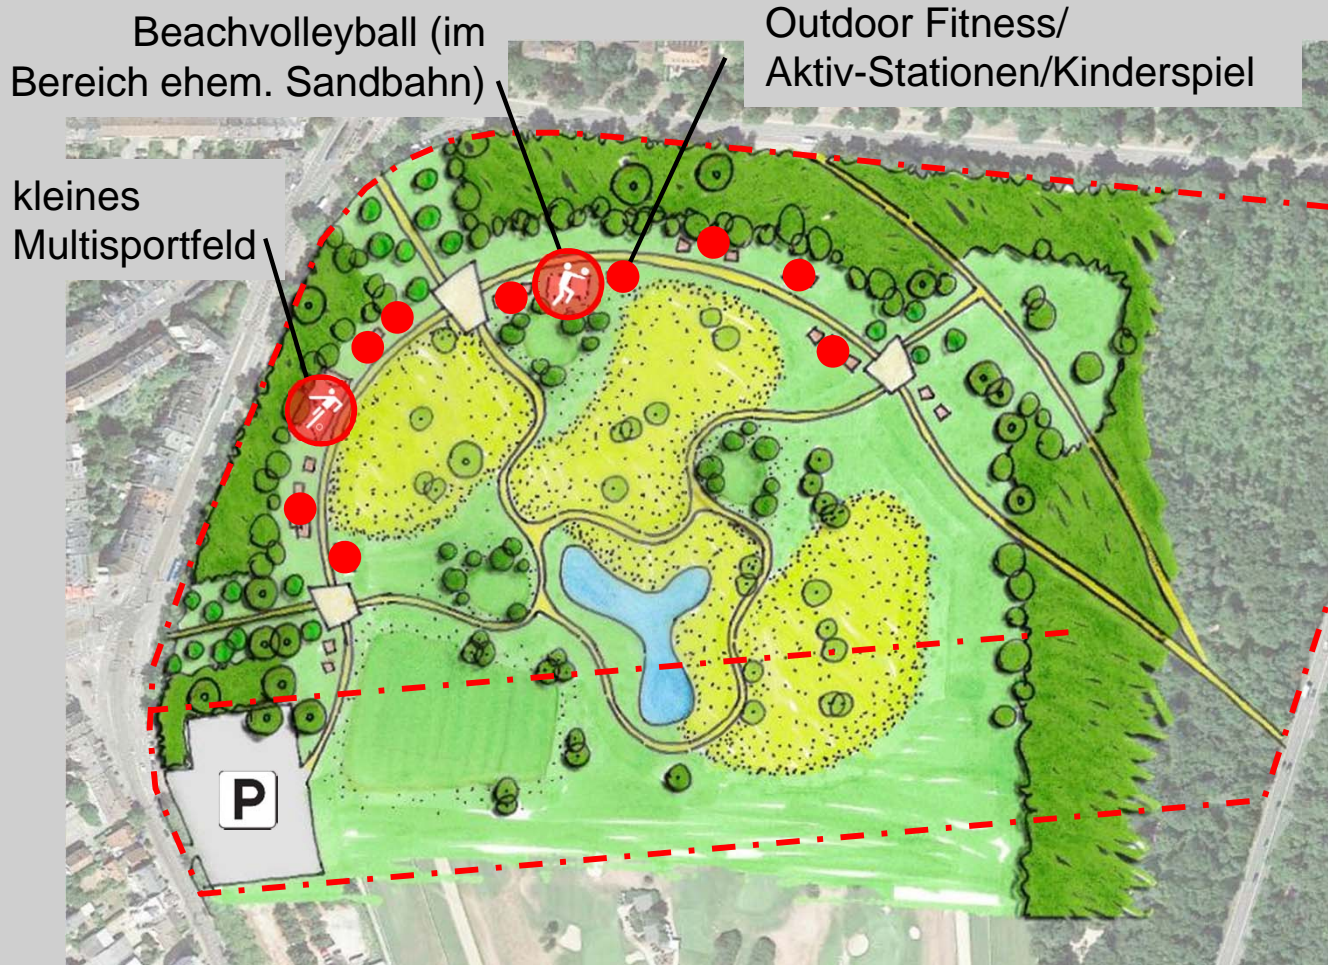 Beachvolleyball (im
Bereich ehem. Sandbahn)
Outdoor Fitness/
Aktiv-Stationen/Kinderspiel
kleines
Multisportfeld
P